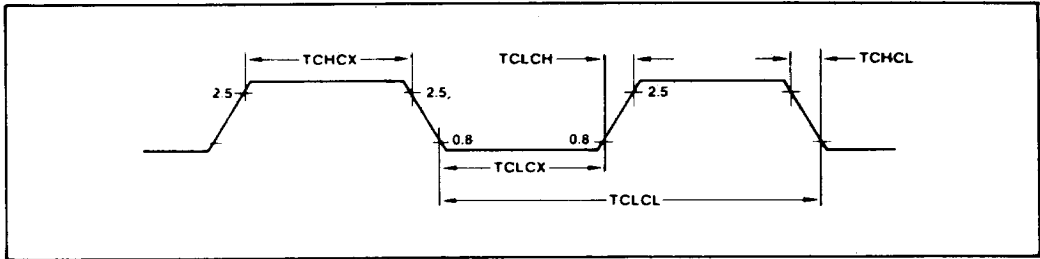 TCHCX TCLCH TCHCL
2.5 2.5, 2.5
0.8 0.8
TCLCX
TCLCL